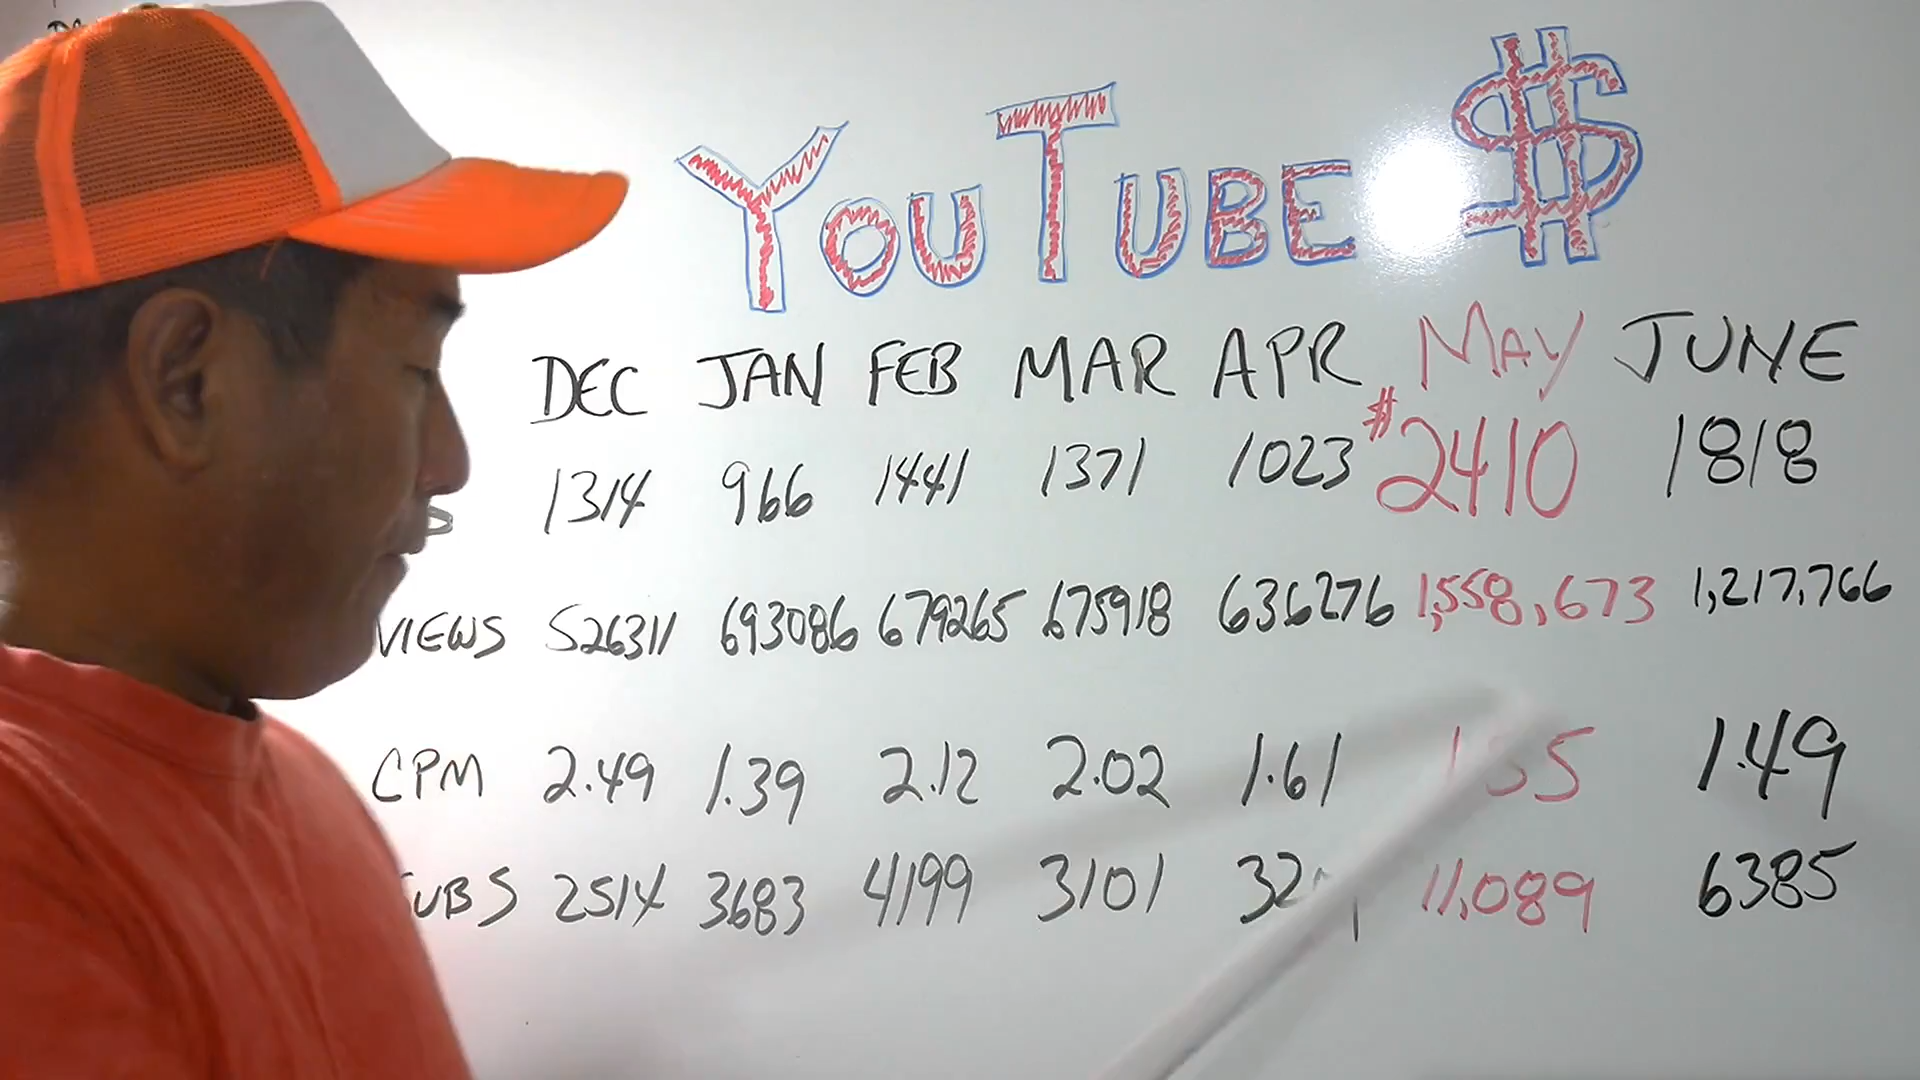 YOUTUBE $
DEC JAN FEB MAR APR MAY JUNE
1314 966 1441 1371 1023 $2410 1818
VIEWS 526311 693086 679265 675918 636276 1,558,673 1,217,766
CPM 2.49 1.39 2.12 2.02 1.61 1.49
SUBS 2514 3683 4199 3101 11,089 6385